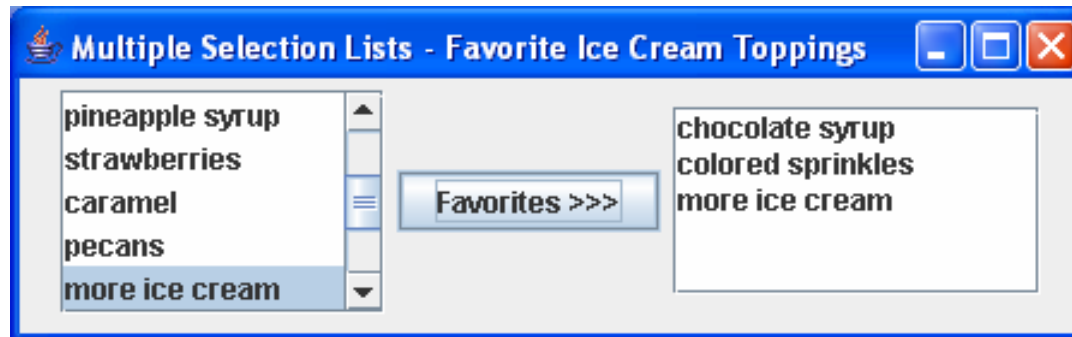 Multiple Selection Lists - Favorite Ice Cream Toppings
pineapple syrup
strawberries
caramel
pecans
more ice cream
Favorites >>>
chocolate syrup
colored sprinkles
more ice cream